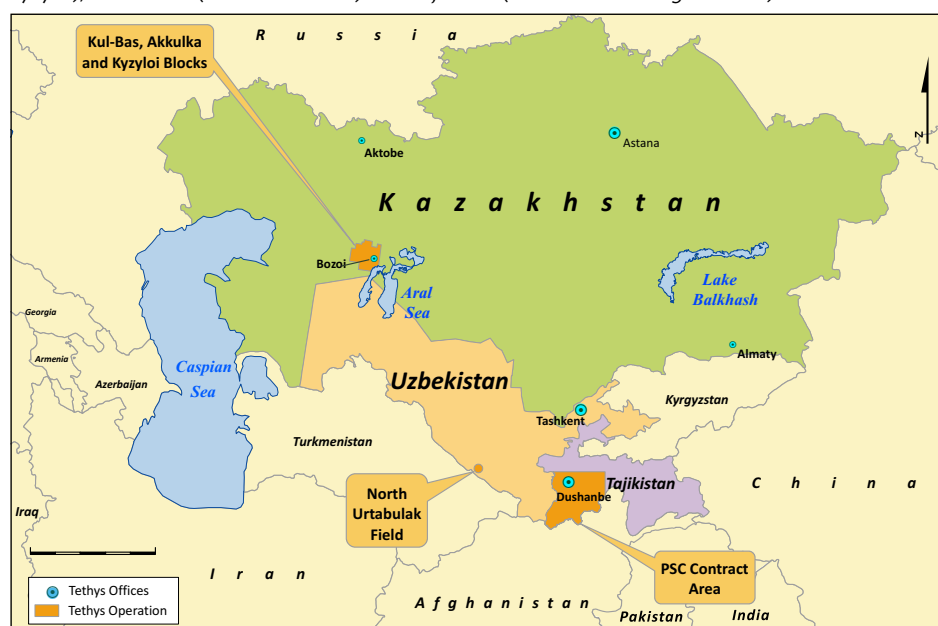 R u s s i a
Kul-Bas, Akkulka
and Kyzyloi Blocks
N
Aktobe
Astana
K a z a k h s t a n
Bozoi
Aral
Sea
Lake
Balkhash
Georgia
Armenia
Azerbaijan
Caspian
Sea
Almaty
Uzbekistan
Kyrgyzstan
Tashkent
Turkmenistan
North
Urtabulak
Field
Dushanbe
Tajikistan
C h i n a
Iraq
I r a n
PSC Contract
Area
Tethys Offices
Tethys Operation
A f g h a n i s t a n
Pakistan
India